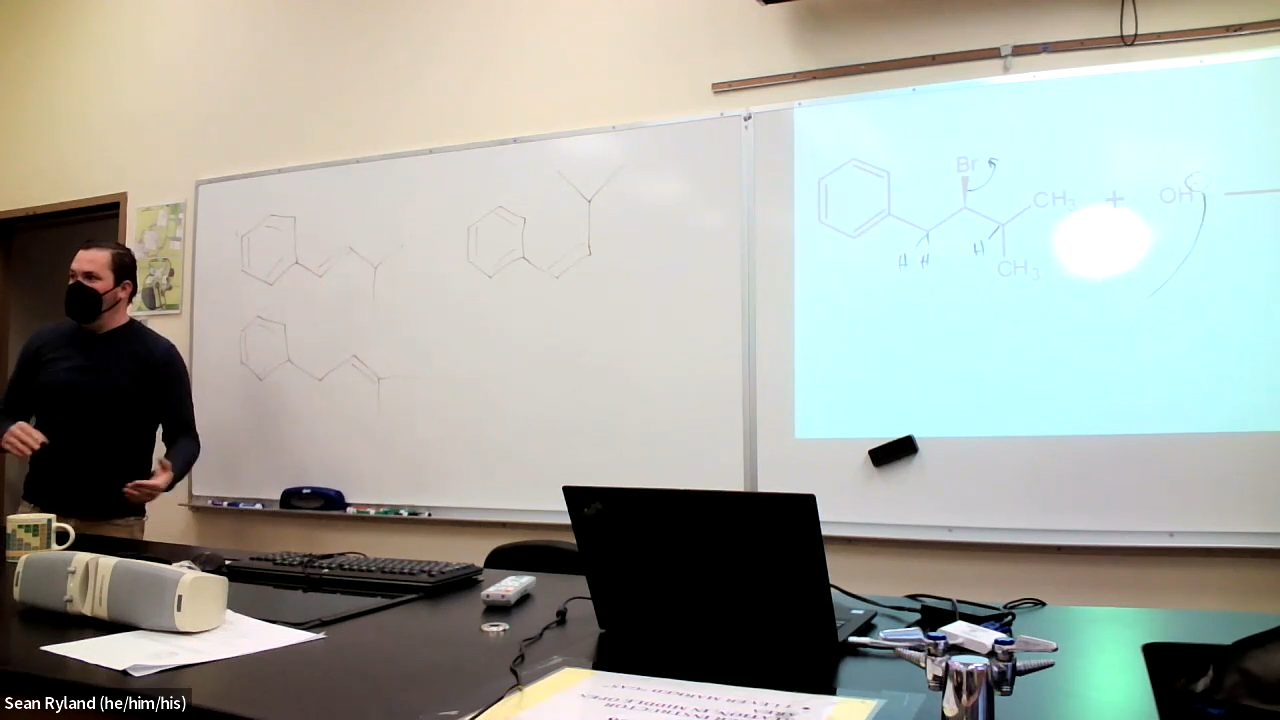 Br
CH₃
+
OH
H H
H
CH₃
Sean Ryland (he/him/his)